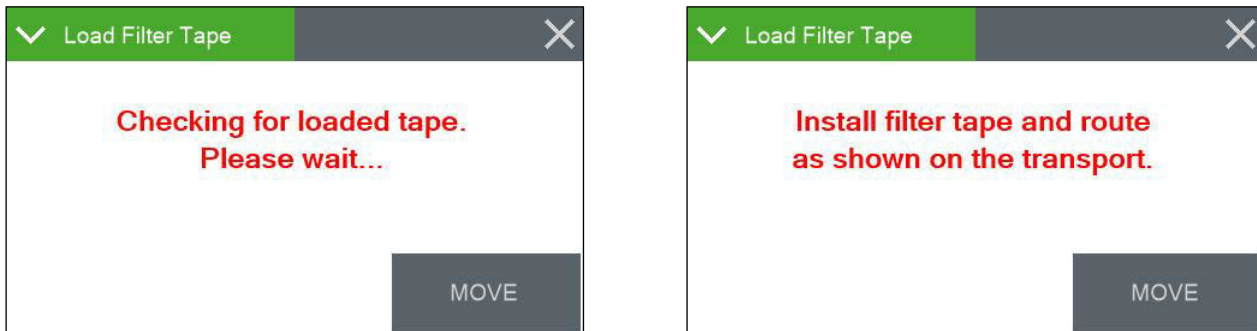 Load Filter Tape
Checking for loaded tape.
Please wait...
MOVE
Load Filter Tape
Install filter tape and route
as shown on the transport.
MOVE